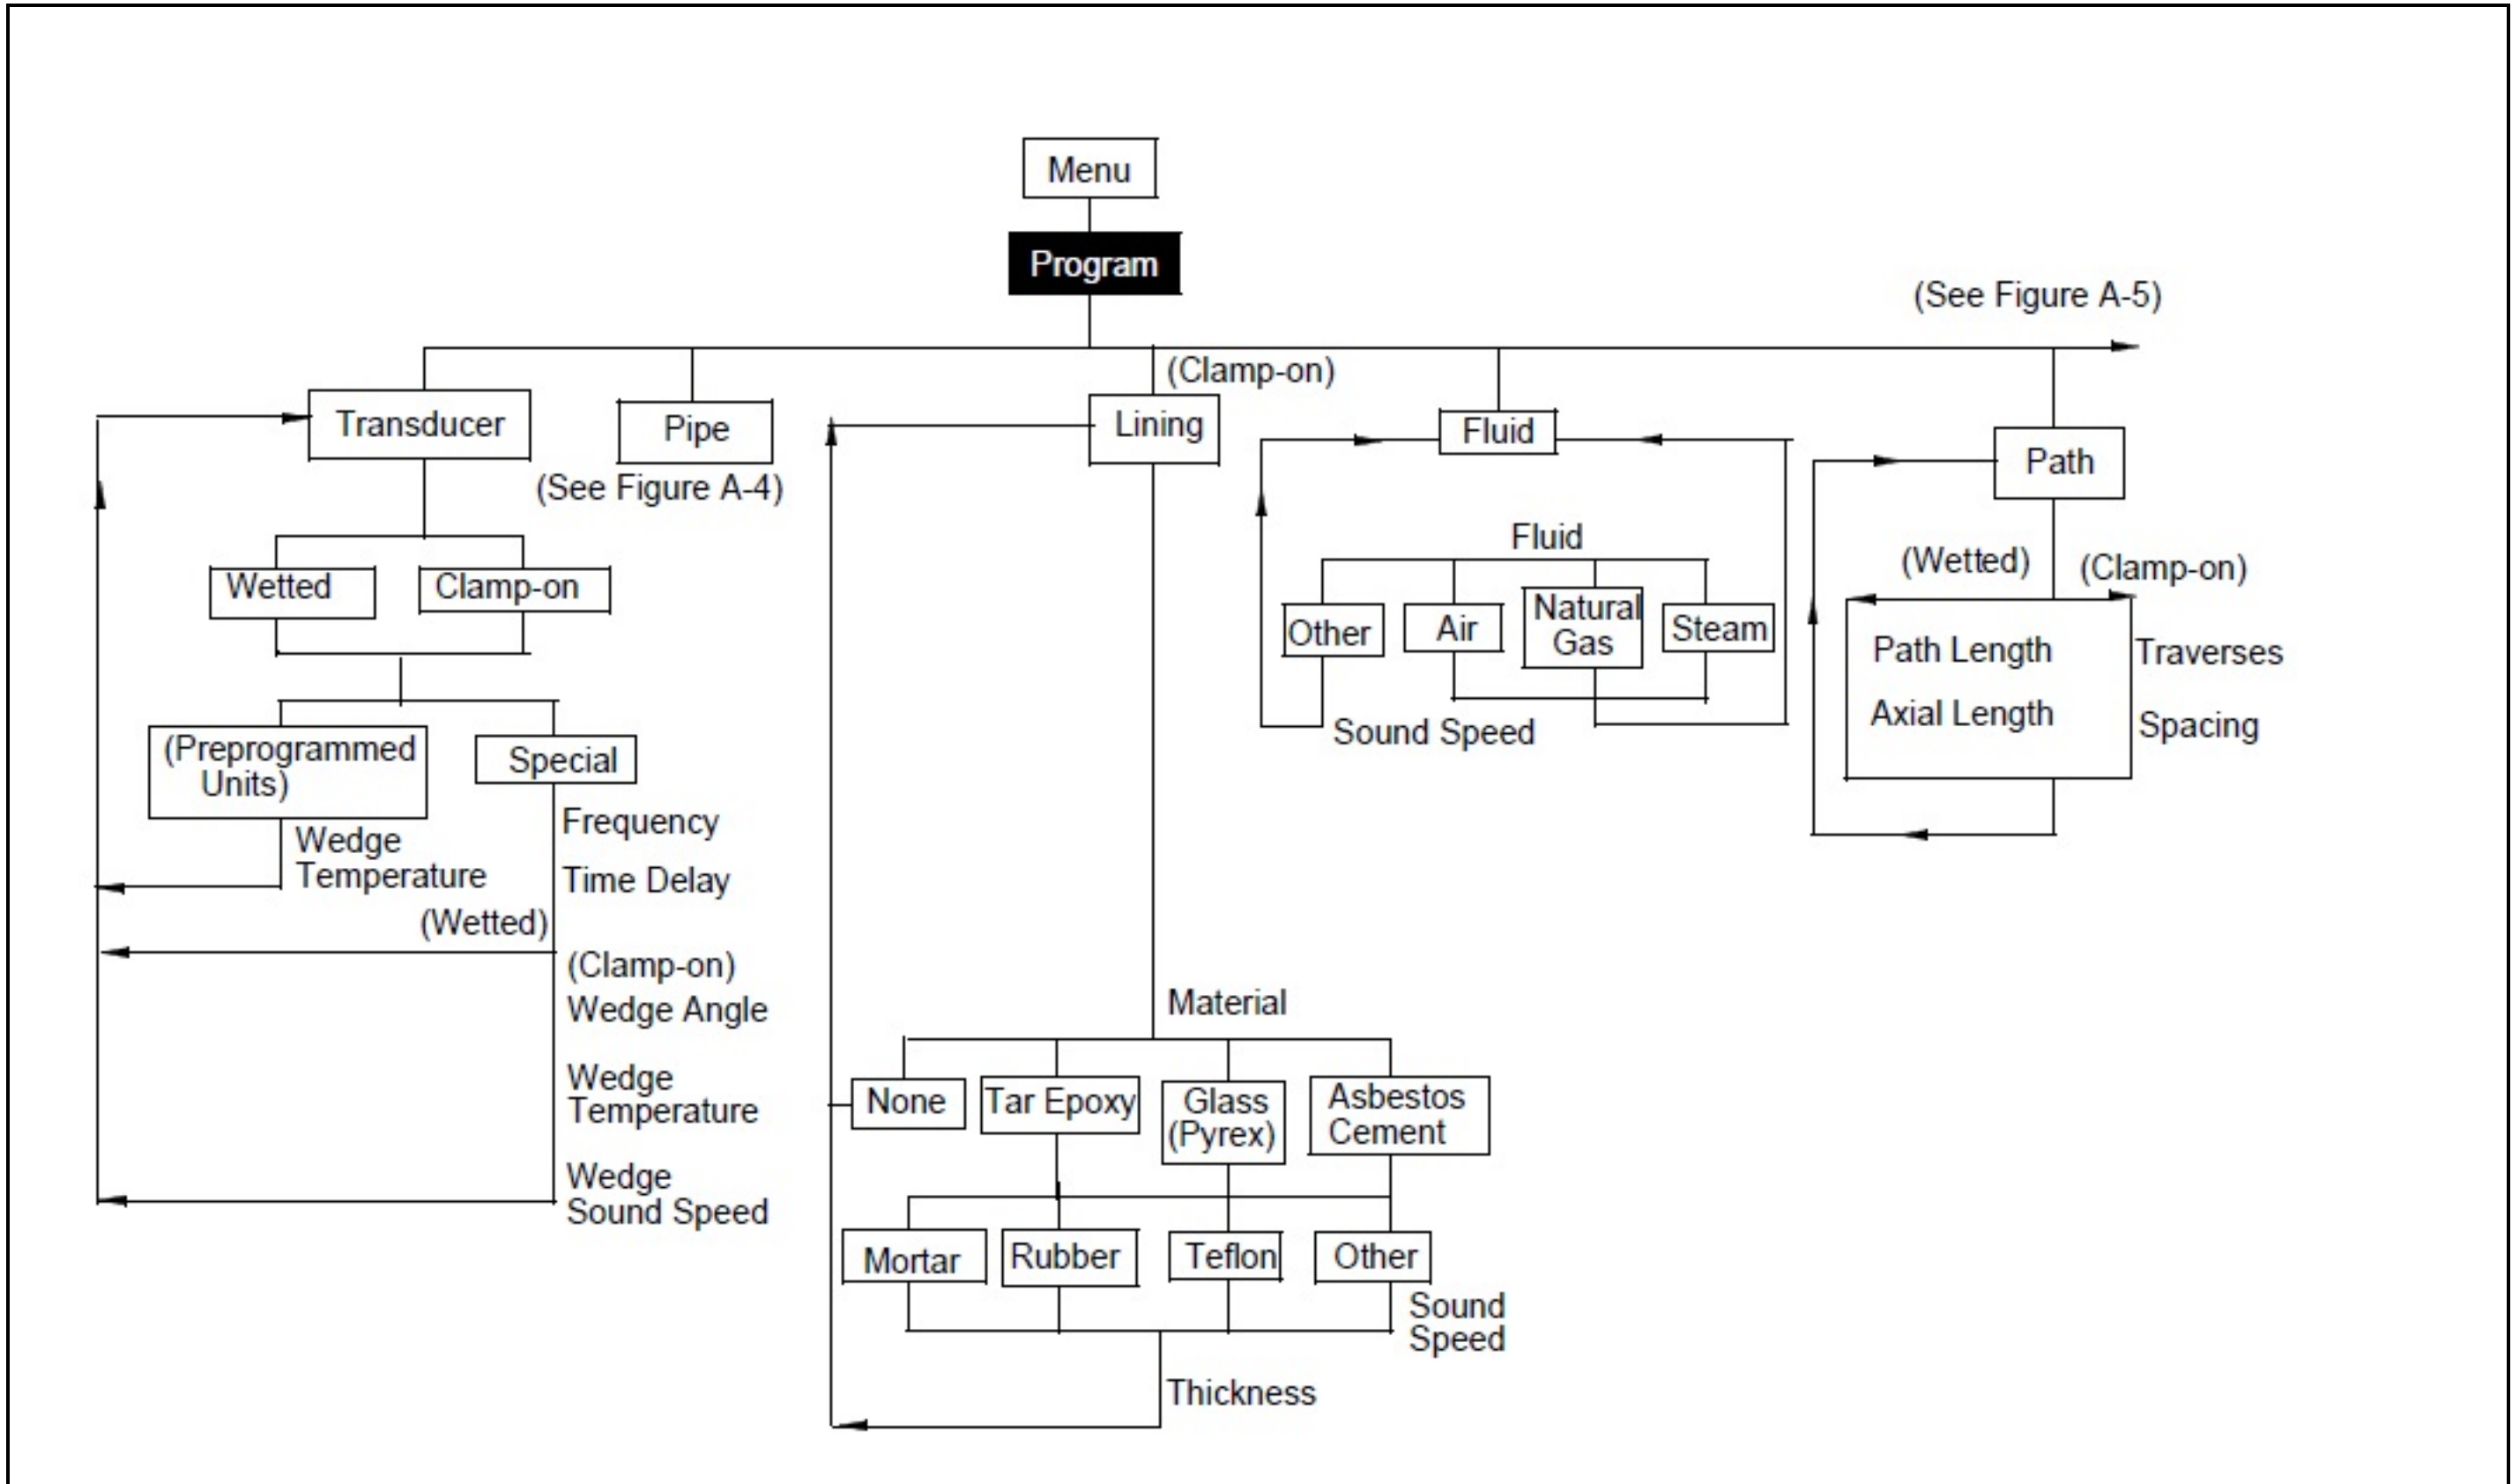 Menu
Program
(See Figure A-5)
(Clamp-on)
Transducer
Pipe
Lining
Fluid
Path
(See Figure A-4)
Wetted
Clamp-on
(Preprogrammed
Units)
Special
Wedge
Temperature
Frequency
Time Delay
(Wetted)
(Clamp-on)
Wedge Angle
Wedge
Temperature
Wedge
Sound Speed
Material
None
Tar Epoxy
Glass
(Pyrex)
Asbestos
Cement
Mortar
Rubber
Teflon
Other
Sound
Speed
Thickness
Fluid
Other
Air
Natural
Gas
Steam
Sound Speed
(Wetted)
(Clamp-on)
Path Length
Axial Length
Traverses
Spacing